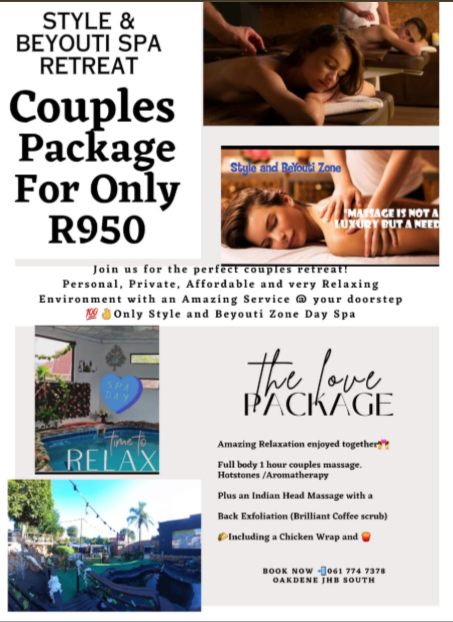 STYLE &
BEYOUTI SPA
RETREAT
Couples
Package
For Only
R950
Style and BeYouti Zone
"MASSAGE IS NOT A
LUXURY BUT A NEED
Join us for the perfect couples retreat!
Personal, Private, Affordable and very Relaxing
Environment with an Amazing Service @ your doorstep
💯👌Only Style and Beyouti Zone Day Spa
SPA
DAY
time to
RELAX
the love
PACKAGE
Amazing Relaxation enjoyed together💏
Full body 1 hour couples massage.
Hotstones /Aromatherapy
Plus an Indian Head Massage with a
Back Exfoliation (Brilliant Coffee scrub)
🌮Including a Chicken Wrap and 🍟
BOOK NOW 📲061 774 7378
OAKDENE JHB SOUTH